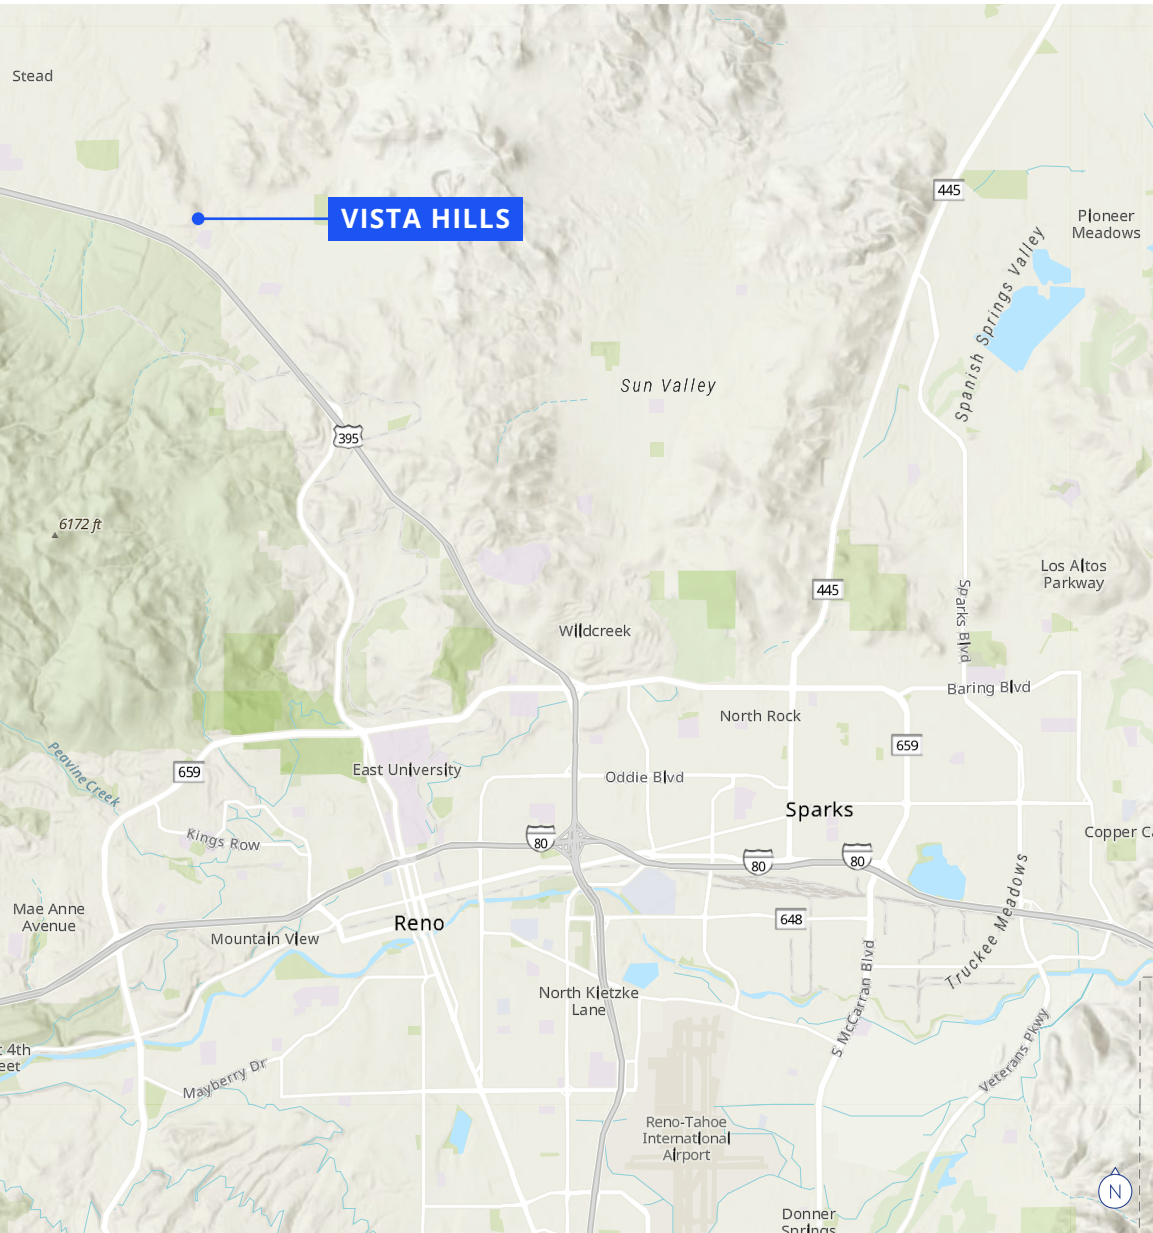 Stead
445
VISTA HILLS
Pioneer
Meadows
Spanish Springs Valley
Sun Valley
395
6172 ft
Los Altos
Parkway
445
Sparks Blvd
Wildcreek
Baring Blvd
North Rock
659
659
East University
Peavine Creek
Oddie Blvd
Sparks
Kings Row
80
80
80
Copper Ca
Mae Anne
Avenue
Reno
648
Mountain View
Truckee Meadows
North Kietzke
Lane
S McCarran Blvd
t 4th
eet
Mayberry Dr
Veterans Pkwy
Reno-Tahoe
International
Airport
N
Donner
Springs